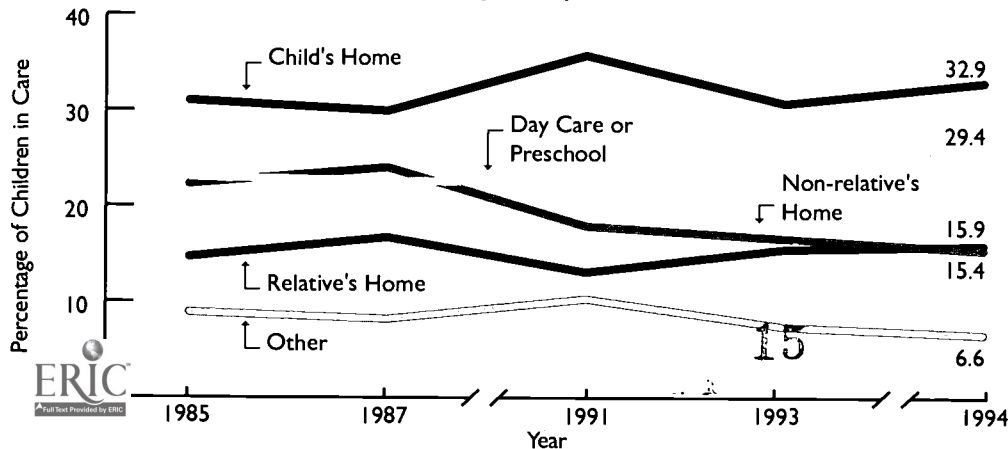 40
Child's Home
32.9
30
Day Care or
Preschool
29.4
Non-relative's
Home
20
15.9
15.4
Relative's Home
10
Other
15
6.6
Percentage of Children in Care
ERIC
Full Text Provided by ERIC
1985
1987
1991
1993
1994
Year